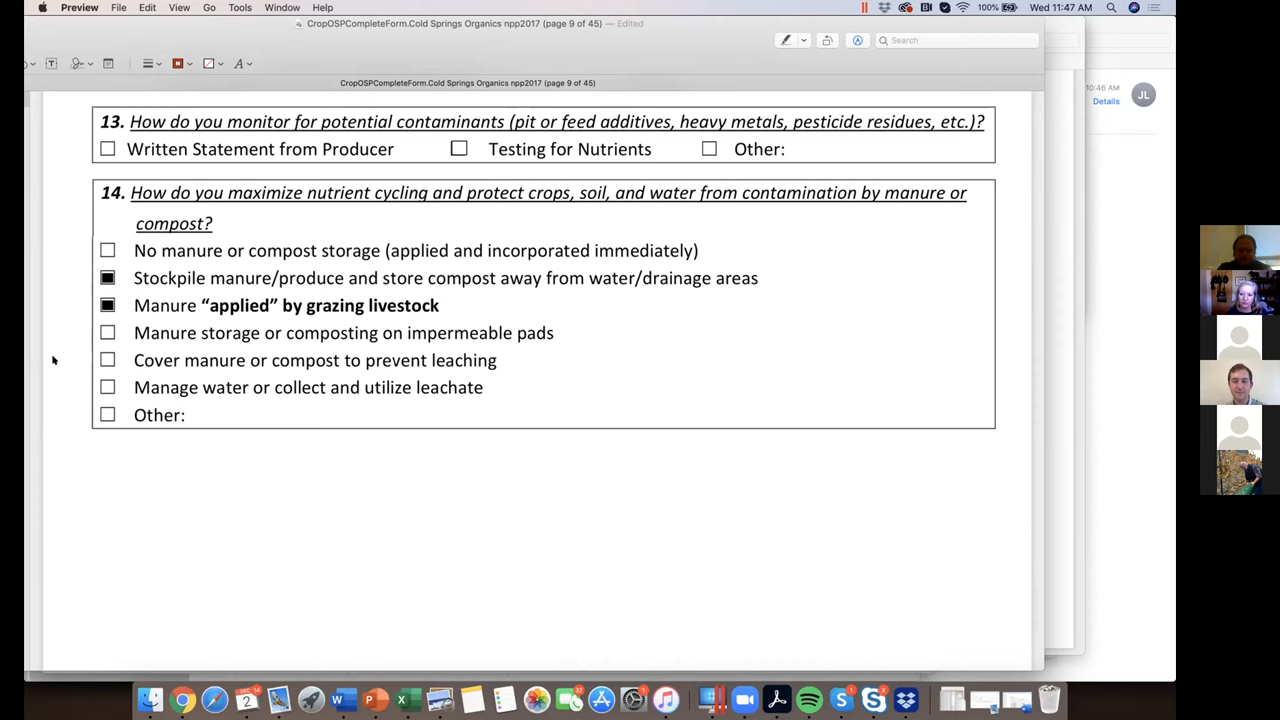 Preview File Edit View Go Tools Window Help 100% Wed 11:47 AM
CropOSPCompleteForm.Cold Springs Organics npp2017 (page 9 of 45) — Edited
Search
CropOSPCompleteForm.Cold Springs Organics npp2017 (page 9 of 45)
10:46 AM
JL
Details
13. How do you monitor for potential contaminants (pit or feed additives, heavy metals, pesticide residues, etc.)?
Written Statement from Producer Testing for Nutrients Other:
14. How do you maximize nutrient cycling and protect crops, soil, and water from contamination by manure or
compost?
No manure or compost storage (applied and incorporated immediately)
Stockpile manure/produce and store compost away from water/drainage areas
Manure “applied” by grazing livestock
Manure storage or composting on impermeable pads
Cover manure or compost to prevent leaching
Manage water or collect and utilize leachate
Other: